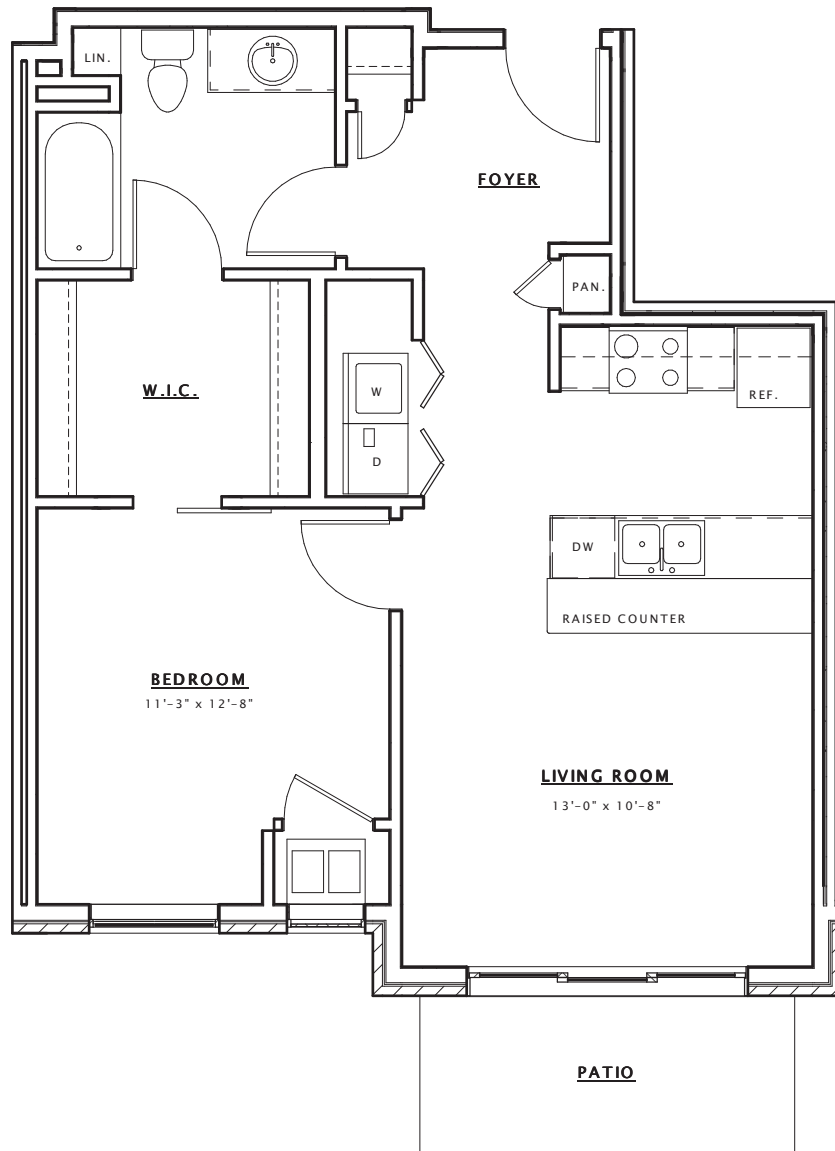 LIN.
FOYER
PAN.
W.I.C.
W
REF.
D
DW
RAISED COUNTER
BEDROOM
11'-3" x 12'-8"
LIVING ROOM
13'-0" x 10'-8"
PATIO